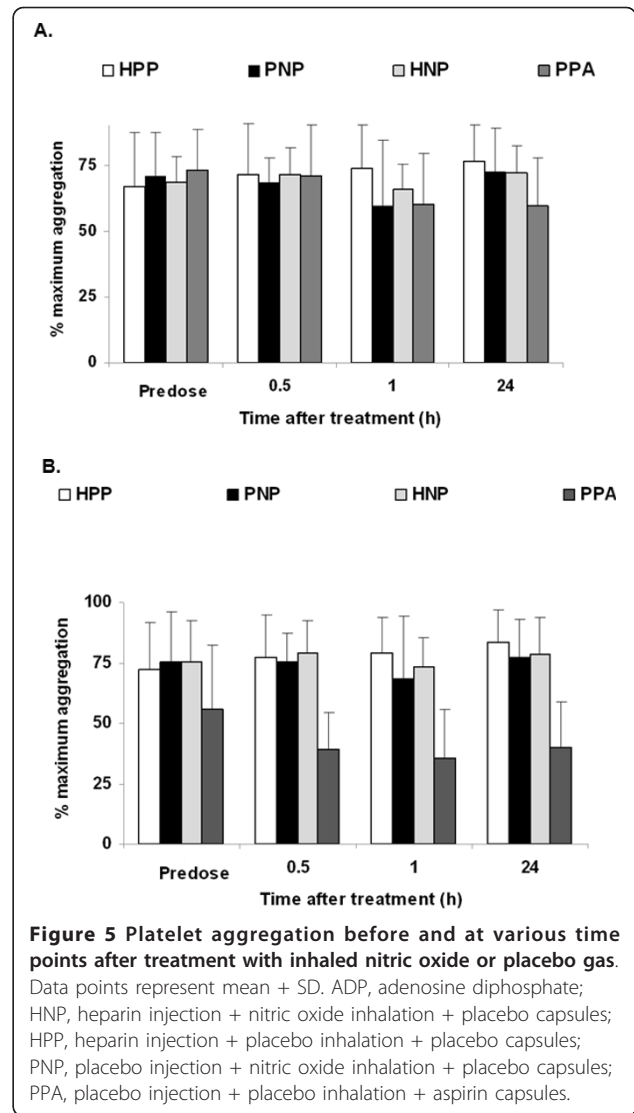 A.
HPP PNP HNP PPA
% maximum aggregation
75
50
25
0
Predose 0.5 1 24
Time after treatment (h)
B.
HPP PNP HNP PPA
% maximum aggregation
100
75
50
25
0
Predose 0.5 1 24
Time after treatment (h)
Figure 5 Platelet aggregation before and at various time
points after treatment with inhaled nitric oxide or placebo gas.
Data points represent mean + SD. ADP, adenosine diphosphate;
HNP, heparin injection + nitric oxide inhalation + placebo capsules;
HPP, heparin injection + placebo inhalation + placebo capsules;
PNP, placebo injection + nitric oxide inhalation + placebo capsules;
PPA, placebo injection + placebo inhalation + aspirin capsules.